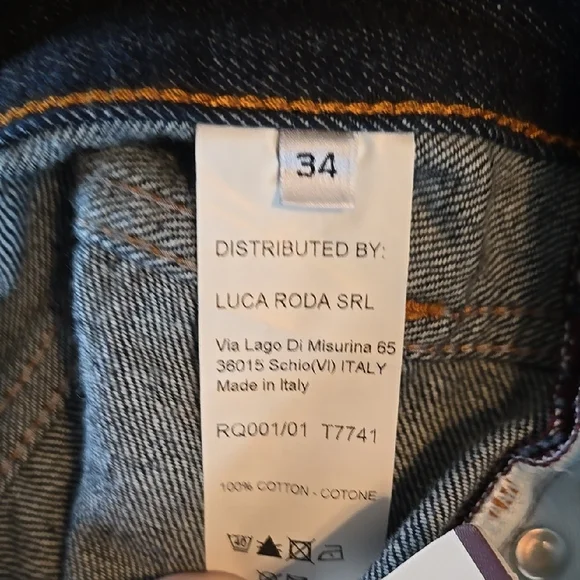 34
DISTRIBUTED BY:
LUCA RODA SRL
Via Lago Di Misurina 65
36015 Schio(VI) ITALY
Made in Italy
RQ001/01 T7741
100% COTTON - COTONE